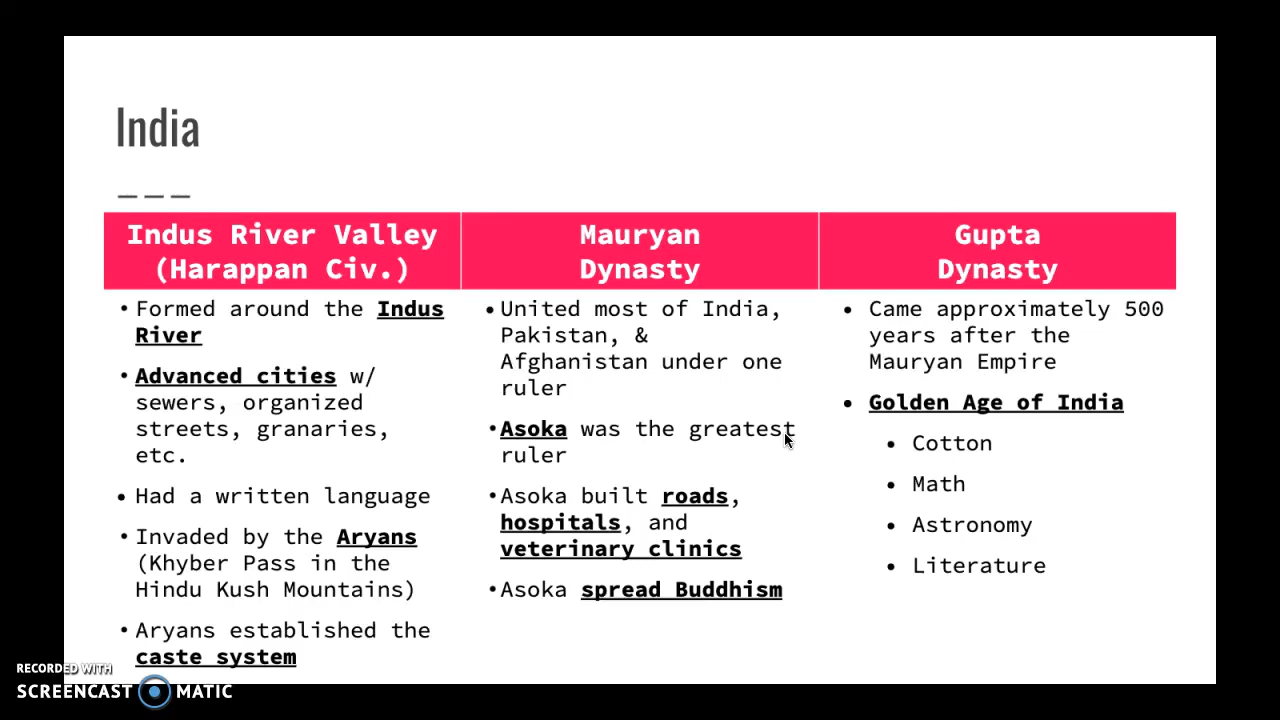 India
Indus River Valley
(Harappan Civ.)
• Formed around the Indus
River
• Advanced cities w/
sewers, organized
streets, granaries,
etc.
• Had a written language
• Invaded by the Aryans
(Khyber Pass in the
Hindu Kush Mountains)
• Aryans established the
caste system
Mauryan
Dynasty
• United most of India,
Pakistan, &
Afghanistan under one
ruler
• Asoka was the greatest
ruler
• Asoka built roads,
hospitals, and
veterinary clinics
• Asoka spread Buddhism
Gupta
Dynasty
• Came approximately 500
years after the
Mauryan Empire
• Golden Age of India
• Cotton
• Math
• Astronomy
• Literature
RECORDED WITH
SCREENCAST MATIC